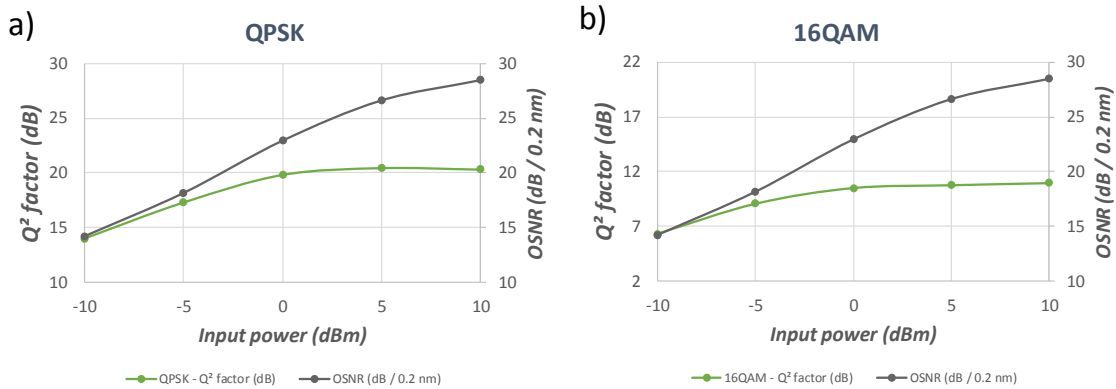 a)
QPSK
30
25
20
15
10
Q² factor (dB)
30
25
20
15
10
OSNR (dB / 0.2 nm)
-10 -5 0 5 10
Input power (dBm)
QPSK - Q² factor (dB) OSNR (dB / 0.2 nm)
b)
16QAM
22
17
12
7
2
Q² factor (dB)
30
26
20
15
10
OSNR (dB / 0.2 nm)
-10 -5 0 5 10
Input power (dBm)
16QAM - Q² factor (dB) OSNR (dB / 0.2 nm)